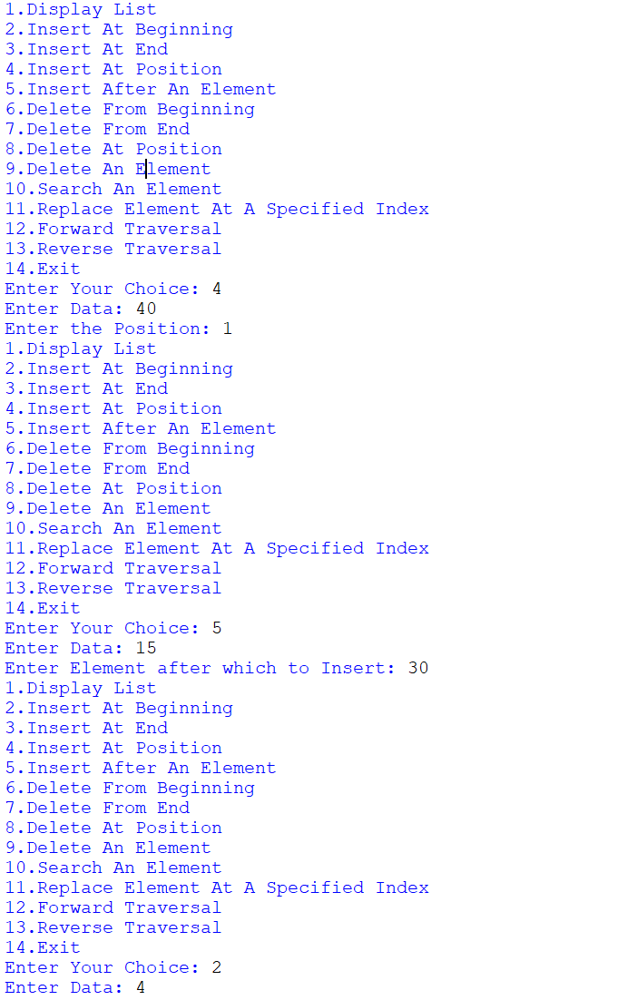 1.Display List
2.Insert At Beginning
3.Insert At End
4.Insert At Position
5.Insert After An Element
6.Delete From Beginning
7.Delete From End
8.Delete At Position
9.Delete An Element
10.Search An Element
11.Replace Element At A Specified Index
12.Forward Traversal
13.Reverse Traversal
14.Exit
Enter Your Choice: 4
Enter Data: 40
Enter the Position: 1
1.Display List
2.Insert At Beginning
3.Insert At End
4.Insert At Position
5.Insert After An Element
6.Delete From Beginning
7.Delete From End
8.Delete At Position
9.Delete An Element
10.Search An Element
11.Replace Element At A Specified Index
12.Forward Traversal
13.Reverse Traversal
14.Exit
Enter Your Choice: 5
Enter Data: 15
Enter Element after which to Insert: 30
1.Display List
2.Insert At Beginning
3.Insert At End
4.Insert At Position
5.Insert After An Element
6.Delete From Beginning
7.Delete From End
8.Delete At Position
9.Delete An Element
10.Search An Element
11.Replace Element At A Specified Index
12.Forward Traversal
13.Reverse Traversal
14.Exit
Enter Your Choice: 2
Enter Data: 4